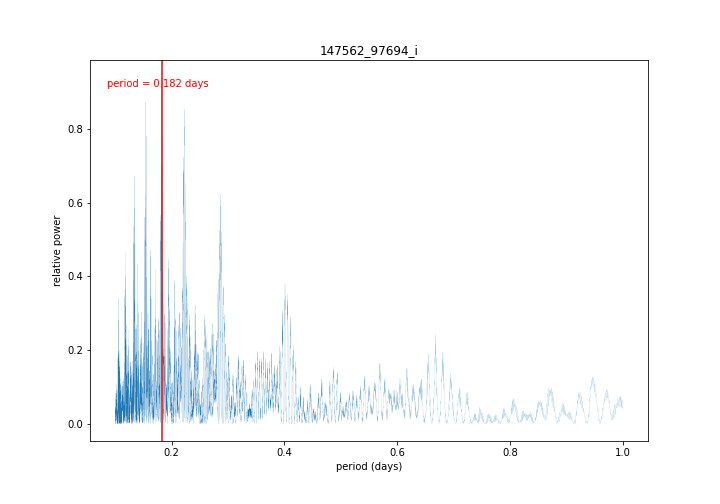 147562_97694_i
period = 0.182 days
relative power
0.8
0.6
0.4
0.2
0.0
0.2 0.4 0.6 0.8 1.0
period (days)